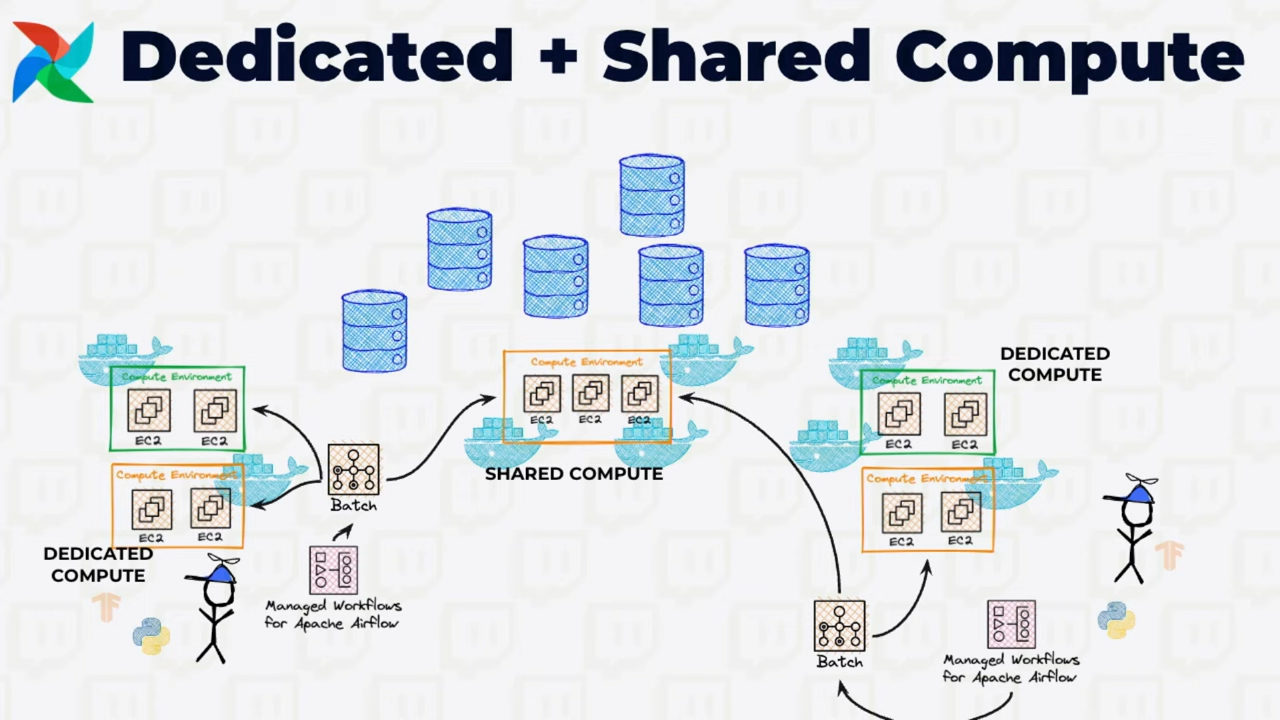 Dedicated + Shared Compute
Compute Environment
EC2 EC2
Compute Environment
EC2 EC2
DEDICATED
COMPUTE
Batch
Managed Workflows
for Apache Airflow
Compute Environment
EC2 EC2 EC2
SHARED COMPUTE
DEDICATED
COMPUTE
Compute Environment
EC2 EC2
Compute Environment
EC2 EC2
Batch
Managed Workflows
for Apache Airflow